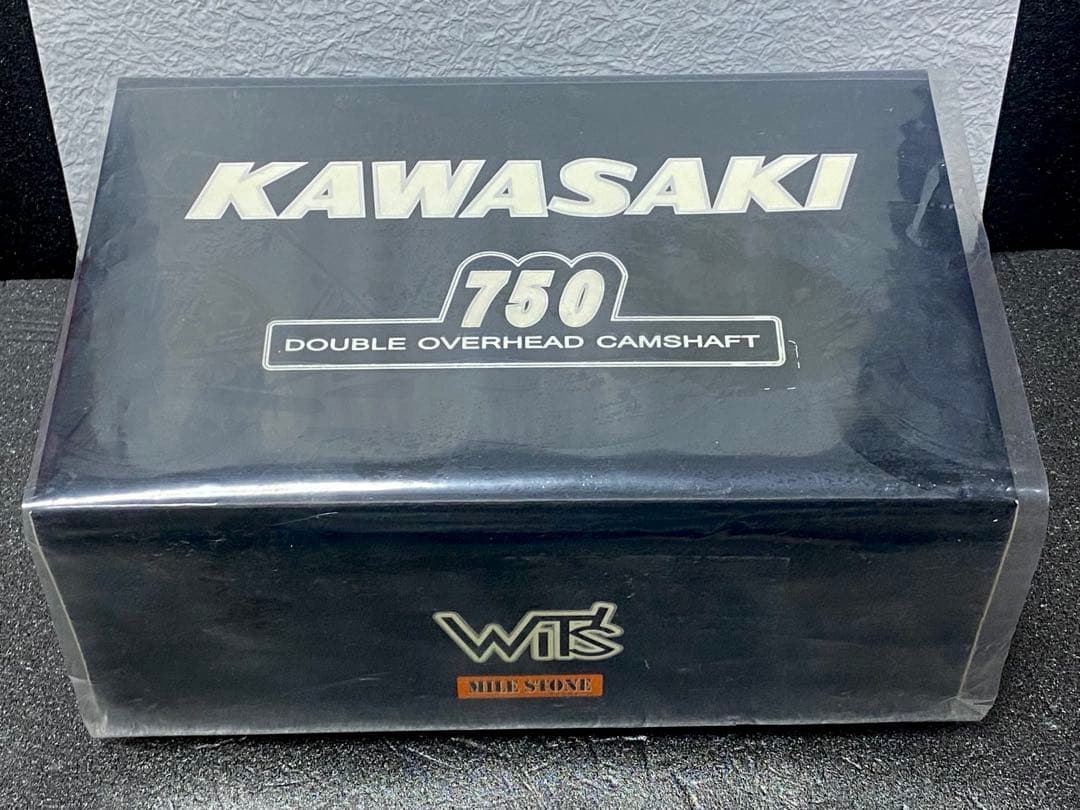 KAWASAKI
750
DOUBLE OVERHEAD CAMSHAFT
WiT'S
MILE STONE